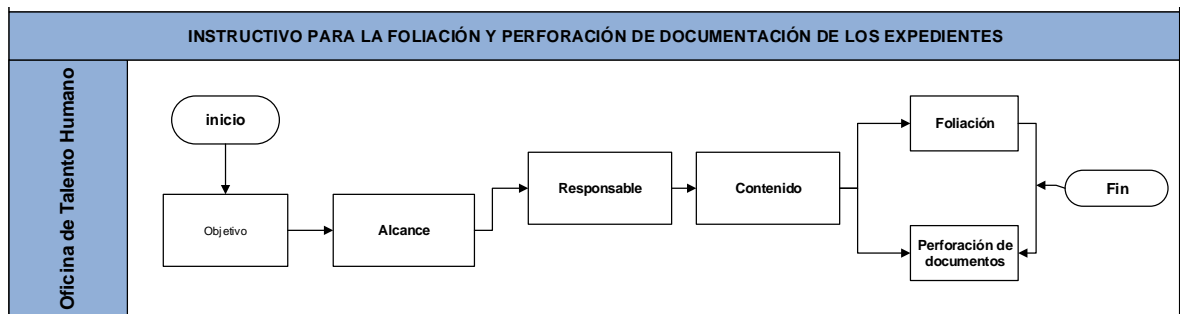 INSTRUCTIVO PARA LA FOLIACIÓN Y PERFORACIÓN DE DOCUMENTACIÓN DE LOS EXPEDIENTES
Oficina de Talento Humano
inicio
Objetivo
Alcance
Responsable
Contenido
Foliación
Perforación de
documentos
Fin